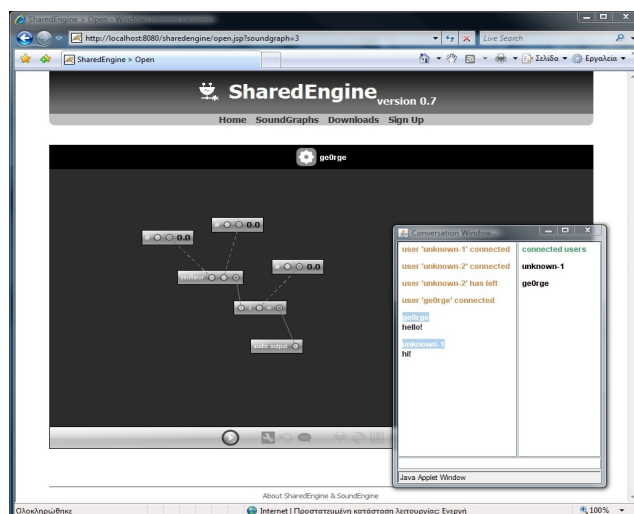 SharedEngine > Open - Windows Internet Explorer
http://localhost:8080/sharedengine/open.jsp?soundgraph=3
Live Search
SharedEngine > Open
Σελίδα
Εργαλεία
SharedEngine version 0.7
Home SoundGraphs Downloads Sign Up
ge0rge
# 0.0
# 0.0
# 0.0
audio output
Conversation Window...
user 'unknown-1' connected
user 'unknown-2' connected
user 'unknown-2' has left
user 'ge0rge' connected
ge0rge
hello!
unknown-1
hi!
connected users
unknown-1
ge0rge
Java Applet Window
About SharedEngine & SoundEngine
Ολοκληρώθηκε
Internet | Προστατευμένη κατάσταση λειτουργίας: Ενεργή
100%